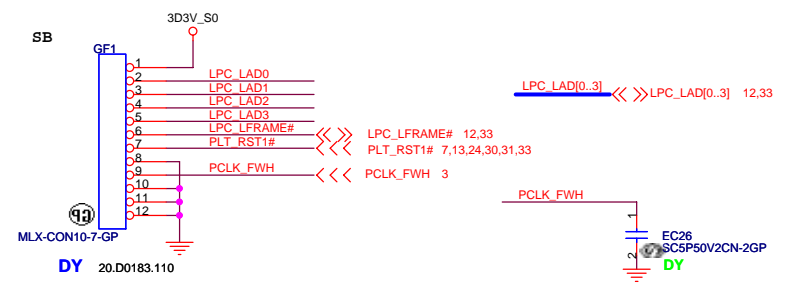 3D3V_S0
SB
GF1
1
2 LPC_LAD0
3 LPC_LAD1
4 LPC_LAD2
5 LPC_LAD3
6 LPC_LFRAME# LPC_LFRAME# 12,33
7 PLT_RST1# PLT_RST1# 7,13,24,30,31,33
8
9 PCLK_FWH PCLK_FWH 3
10
11
12
MLX-CON10-7-GP
DY 20.D0183.110
LPC_LAD[0..3] LPC_LAD[0..3] 12,33
PCLK_FWH
1
EC26
SC5P50V2CN-2GP
2
DY